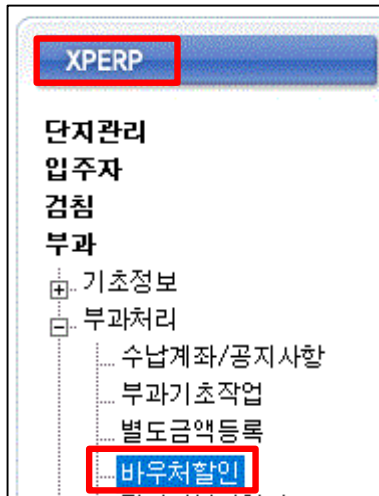 XPERP
단지관리
입주자
검침
부과
기초정보
부과처리
수납계좌/공지사항
부과기초작업
별도금액등록
바우처할인